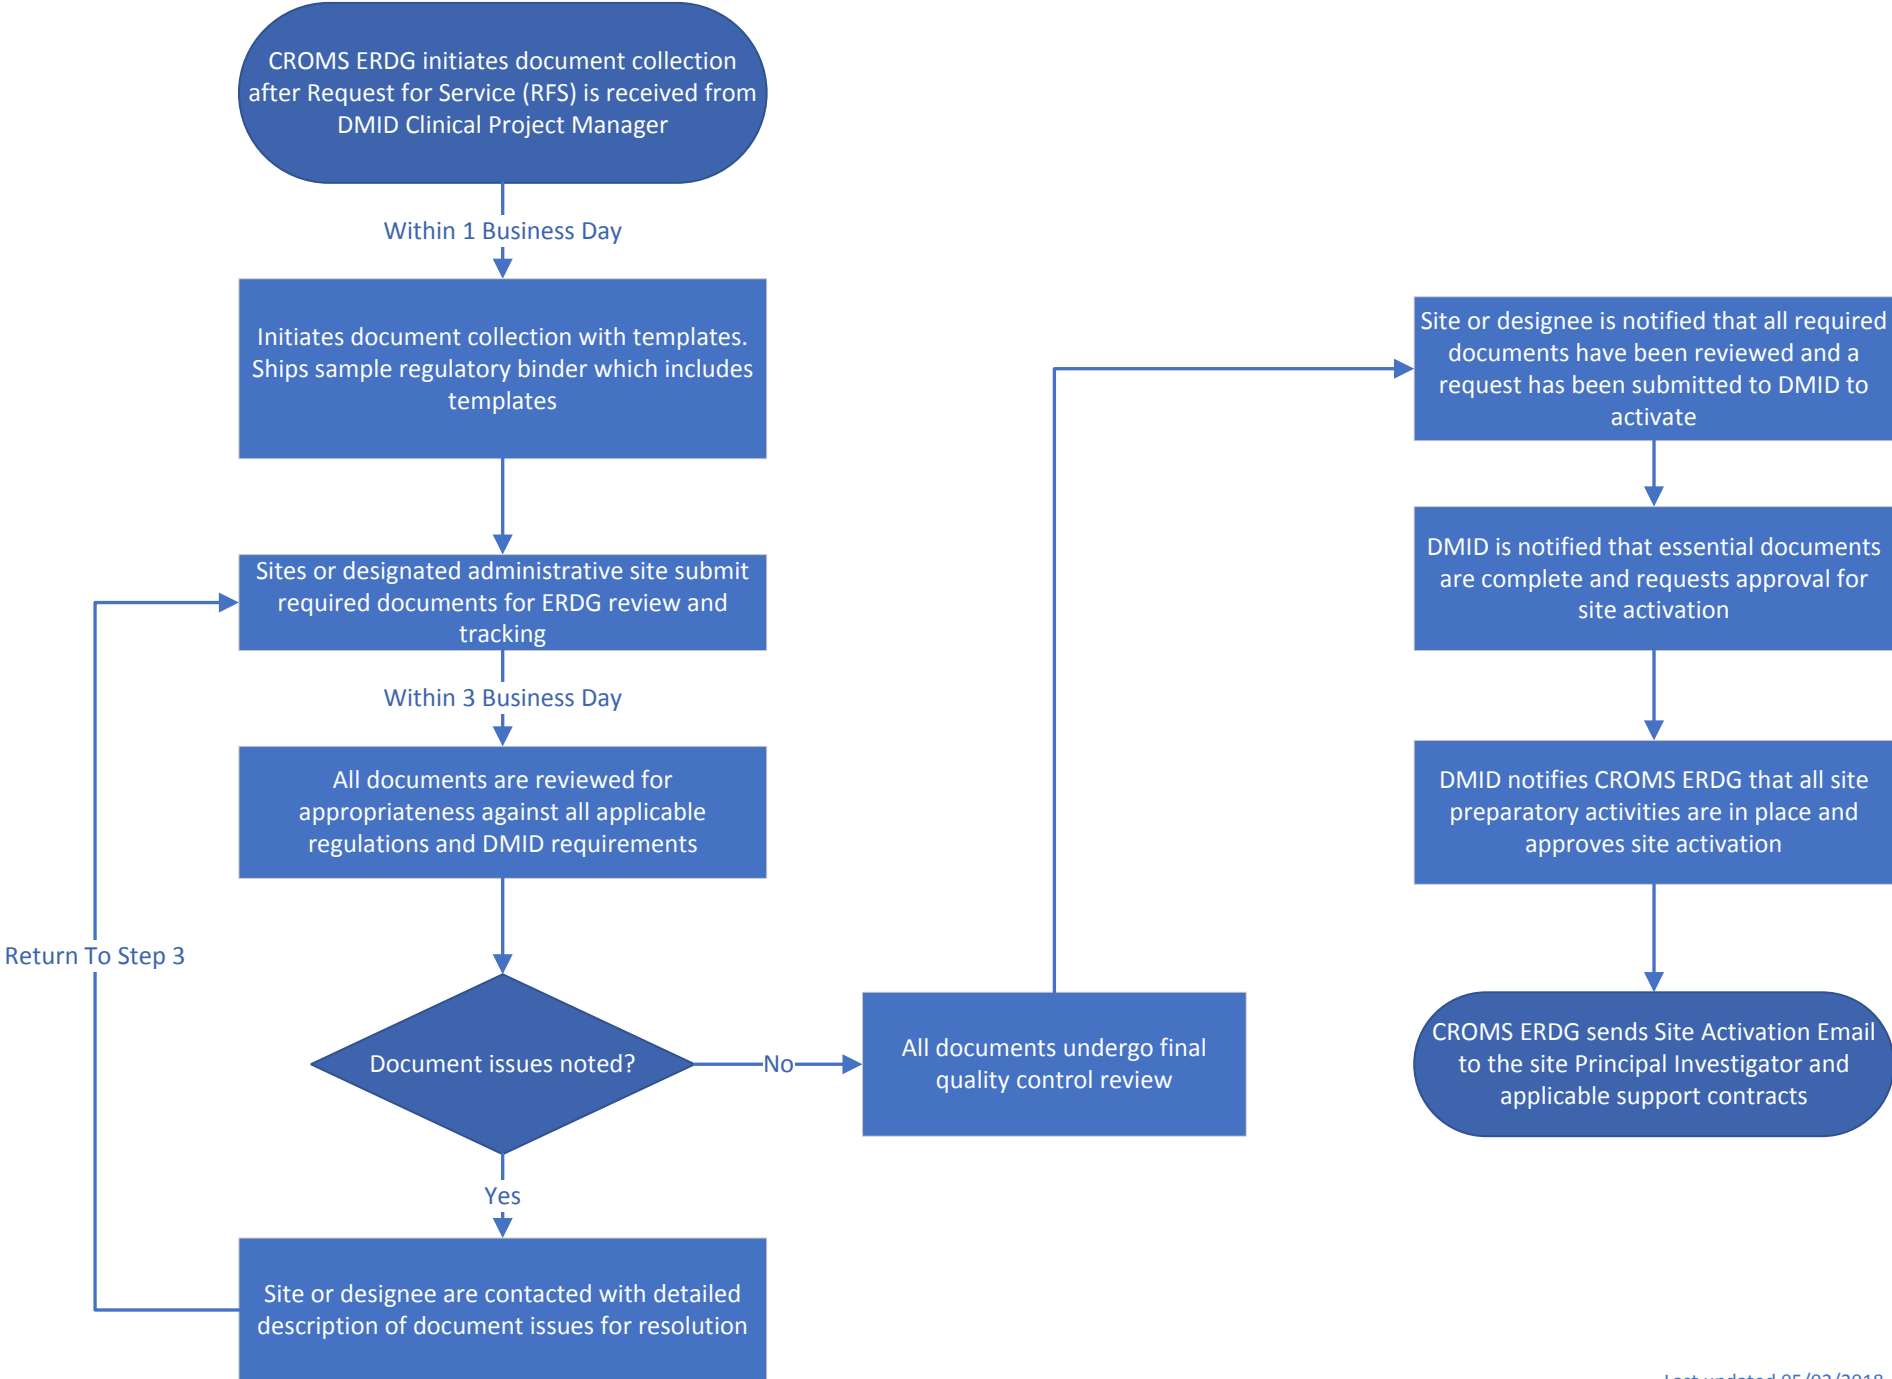 CROMS ERDG initiates document collection
after Request for Service (RFS) is received from
DMID Clinical Project Manager
Within 1 Business Day
Initiates document collection with templates.
Ships sample regulatory binder which includes
templates
Sites or designated administrative site submit
required documents for ERDG review and
tracking
Within 3 Business Day
All documents are reviewed for
appropriateness against all applicable
regulations and DMID requirements
Return To Step 3
Document issues noted?
No
Yes
Site or designee are contacted with detailed
description of document issues for resolution
All documents undergo final
quality control review
Site or designee is notified that all required
documents have been reviewed and a
request has been submitted to DMID to
activate
DMID is notified that essential documents
are complete and requests approval for
site activation
DMID notifies CROMS ERDG that all site
preparatory activities are in place and
approves site activation
CROMS ERDG sends Site Activation Email
to the site Principal Investigator and
applicable support contracts
Last updated 05/02/2018